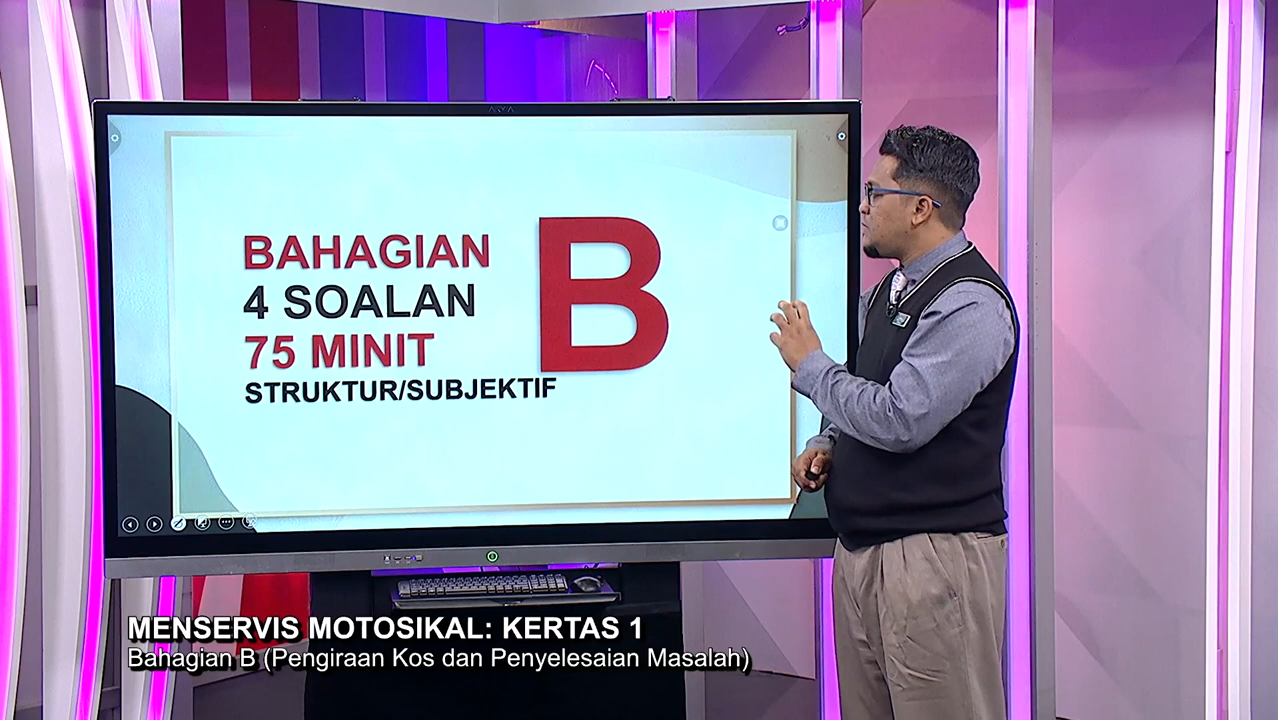 BAHAGIAN
4 SOALAN
75 MINIT
STRUKTUR/SUBJEKTIF
B
MENSERVIS MOTOSIKAL: KERTAS 1
Bahagian B (Pengiraan Kos dan Penyelesaian Masalah)